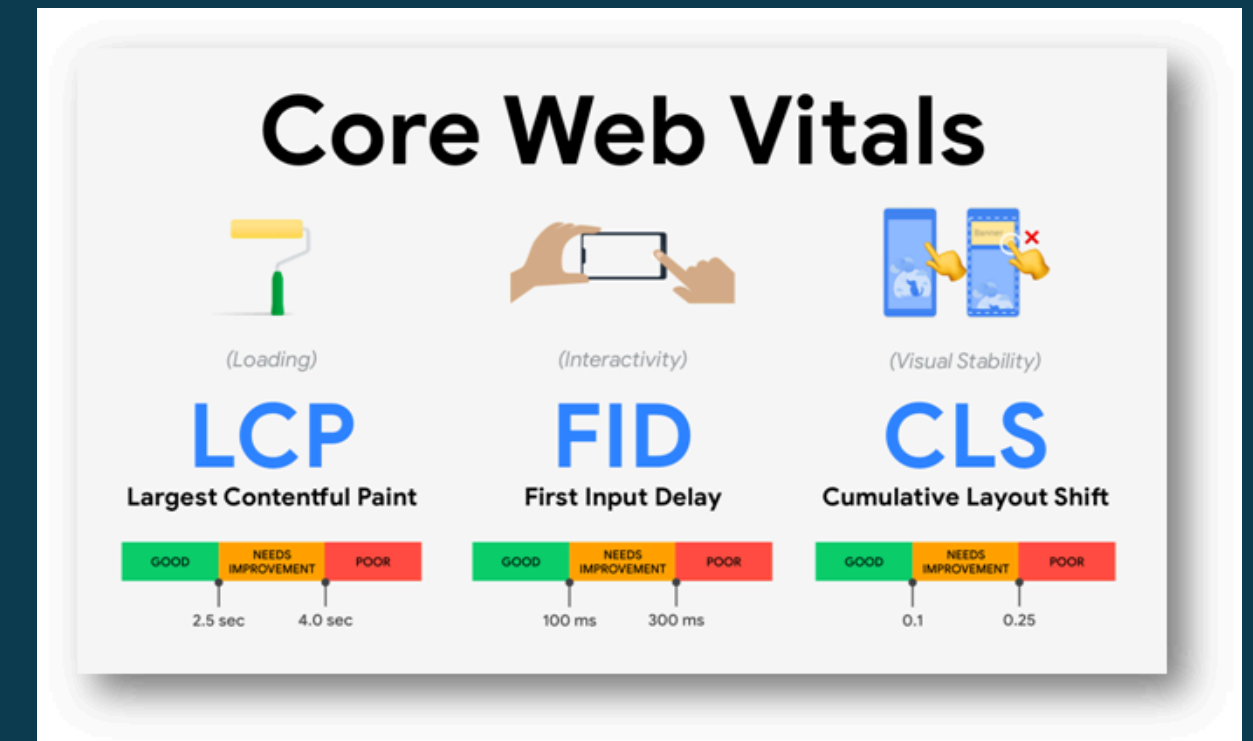 Core Web Vitals
Banner
(Loading)
(Interactivity)
(Visual Stability)
LCP
FID
CLS
Largest Contentful Paint
First Input Delay
Cumulative Layout Shift
GOOD
NEEDS
IMPROVEMENT
POOR
GOOD
NEEDS
IMPROVEMENT
POOR
GOOD
NEEDS
IMPROVEMENT
POOR
2.5 sec
4.0 sec
100 ms
300 ms
0.1
0.25